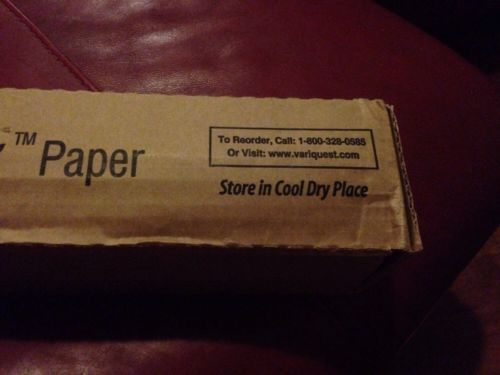 ™ Paper
To Reorder, Call: 1-800-328-0585
Or Visit: www.variquest.com
Store in Cool Dry Place